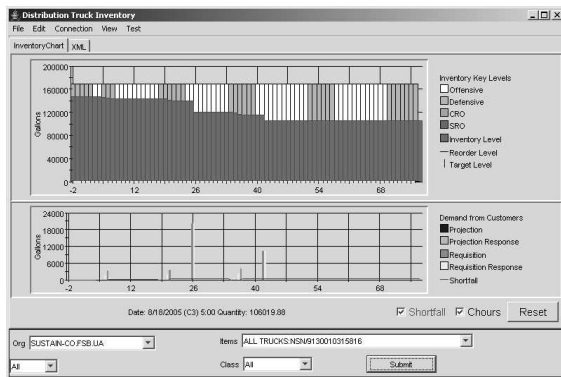 Distribution Truck Inventory
File Edit Connection View Test
InventoryChart XML
200000
160000
120000
80000
40000
0
Gallons
-2 12 26 40 54 68
Inventory Key Levels
Offensive
Defensive
CRO
SRO
Inventory Level
Reorder Level
Target Level
24000
18000
12000
6000
0
Gallons
-2 12 26 40 54 68
Demand from Customers
Projection
Projection Response
Requisition
Requisition Response
Shortfall
Date: 8/18/2005 (C3) 5:00 Quantity: 106019.88
Shortfall Chours Reset
Org SUSTAIN-CO.FSB.UA Items ALL TRUCKS:NSN/9130010315816
All Class All Submit